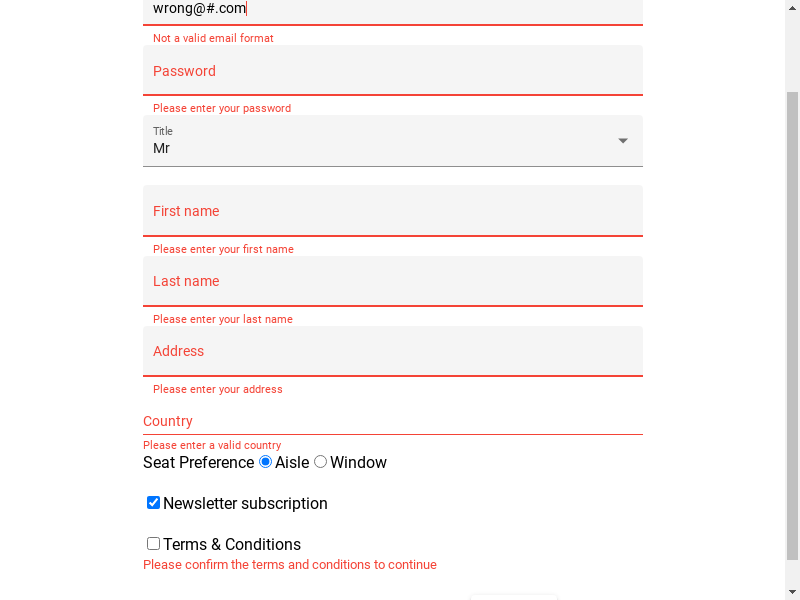 wrong@#.com
Not a valid email format
Password
Please enter your password
Title
Mr
First name
Please enter your first name
Last name
Please enter your last name
Address
Please enter your address
Country
Please enter a valid country
Seat Preference Aisle Window
Newsletter subscription
Terms & Conditions
Please confirm the terms and conditions to continue